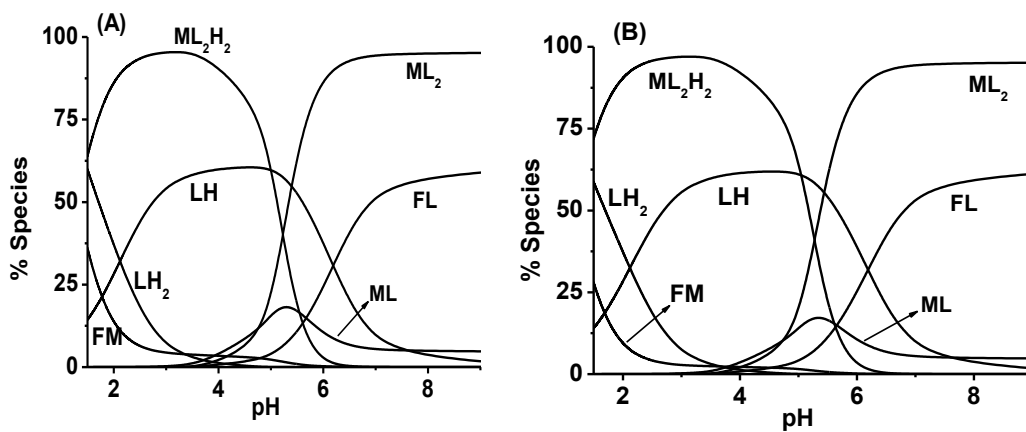 (A)
% Species
100
75
50
25
0
ML₂H₂
ML₂
LH
FL
LH₂
ML
FM
2 4 6 8
pH
(B)
% Species
100
75
50
25
0
ML₂H₂
ML₂
LH₂
LH
FL
FM
ML
2 4 6 8
pH